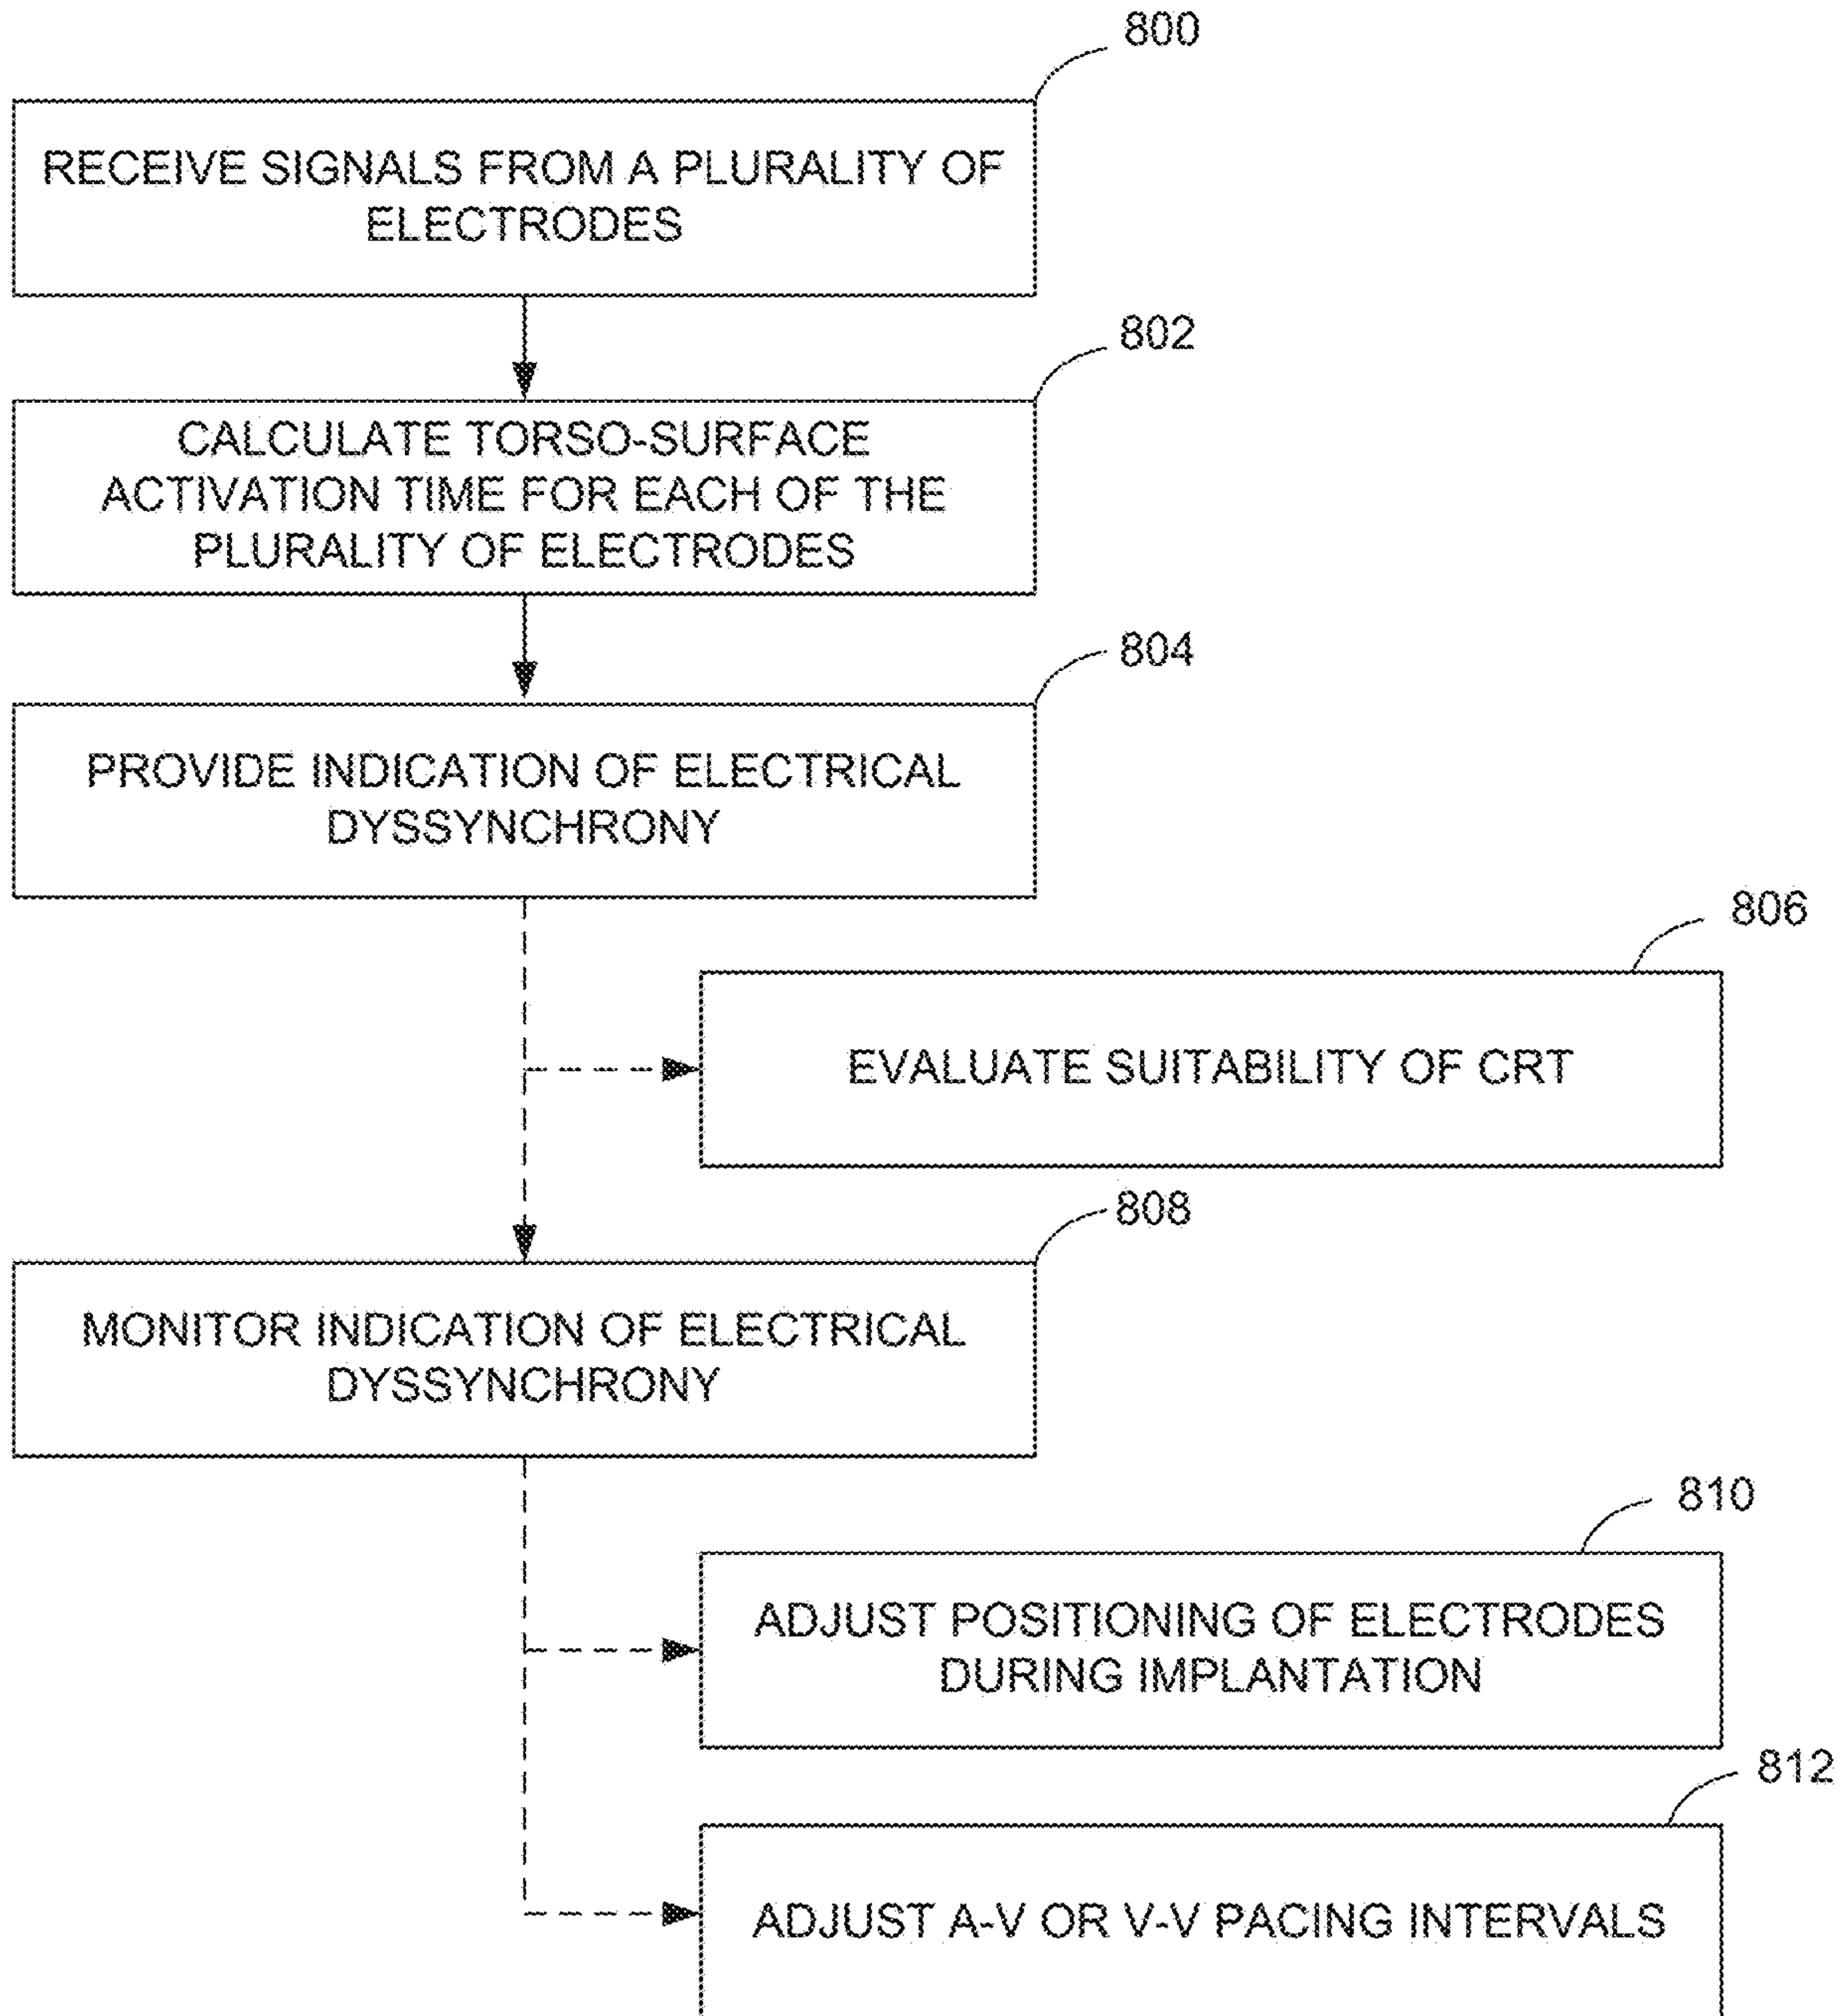 800
RECEIVE SIGNALS FROM A PLURALITY OF
ELECTRODES
802
CALCULATE TORSO-SURFACE
ACTIVATION TIME FOR EACH OF THE
PLURALITY OF ELECTRODES
804
PROVIDE INDICATION OF ELECTRICAL
DYSSYNCHRONY
806
EVALUATE SUITABILITY OF CRT
808
MONITOR INDICATION OF ELECTRICAL
DYSSYNCHRONY
810
ADJUST POSITIONING OF ELECTRODES
DURING IMPLANTATION
812
ADJUST A-V OR V-V PACING INTERVALS